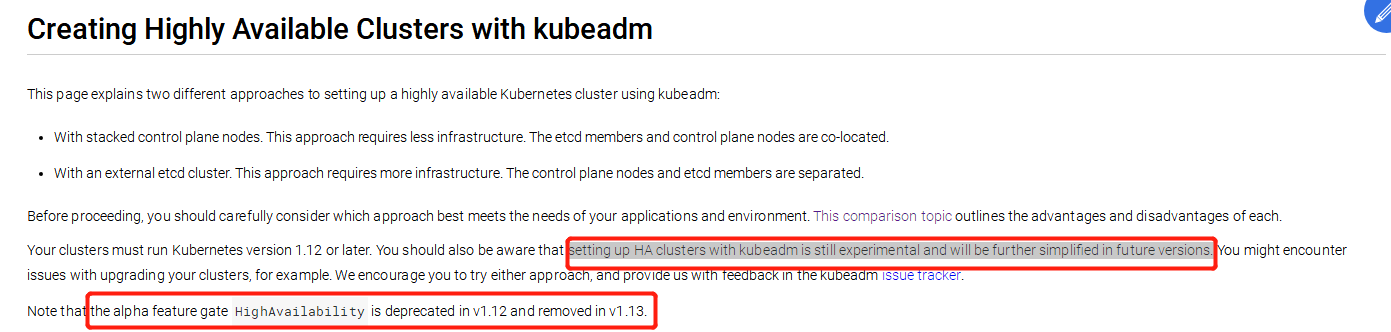 Creating Highly Available Clusters with kubeadm
This page explains two different approaches to setting up a highly available Kubernetes cluster using kubeadm:
• With stacked control plane nodes. This approach requires less infrastructure. The etcd members and control plane nodes are co-located.
• With an external etcd cluster. This approach requires more infrastructure. The control plane nodes and etcd members are separated.
Before proceeding, you should carefully consider which approach best meets the needs of your applications and environment. This comparison topic outlines the advantages and disadvantages of each.
Your clusters must run Kubernetes version 1.12 or later. You should also be aware that setting up HA clusters with kubeadm is still experimental and will be further simplified in future versions. You might encounter
issues with upgrading your clusters, for example. We encourage you to try either approach, and provide us with feedback in the kubeadm issue tracker.
Note that the alpha feature gate HighAvailability is deprecated in v1.12 and removed in v1.13.